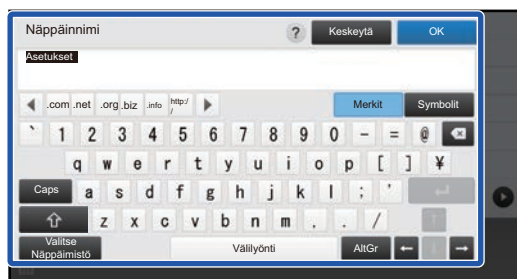 Näppäinnimi ? Keskeytä OK
Asetukset
.com .net .org .biz .info http:/
/
Merkit Symbolit
` 1 2 3 4 5 6 7 8 9 0 - = @
q w e r t y u i o p [ ] ¥
Caps a s d f g h j k l ; '
z x c v b n m , . /
Valitse
Näppäimistö
Välilyönti AltGr